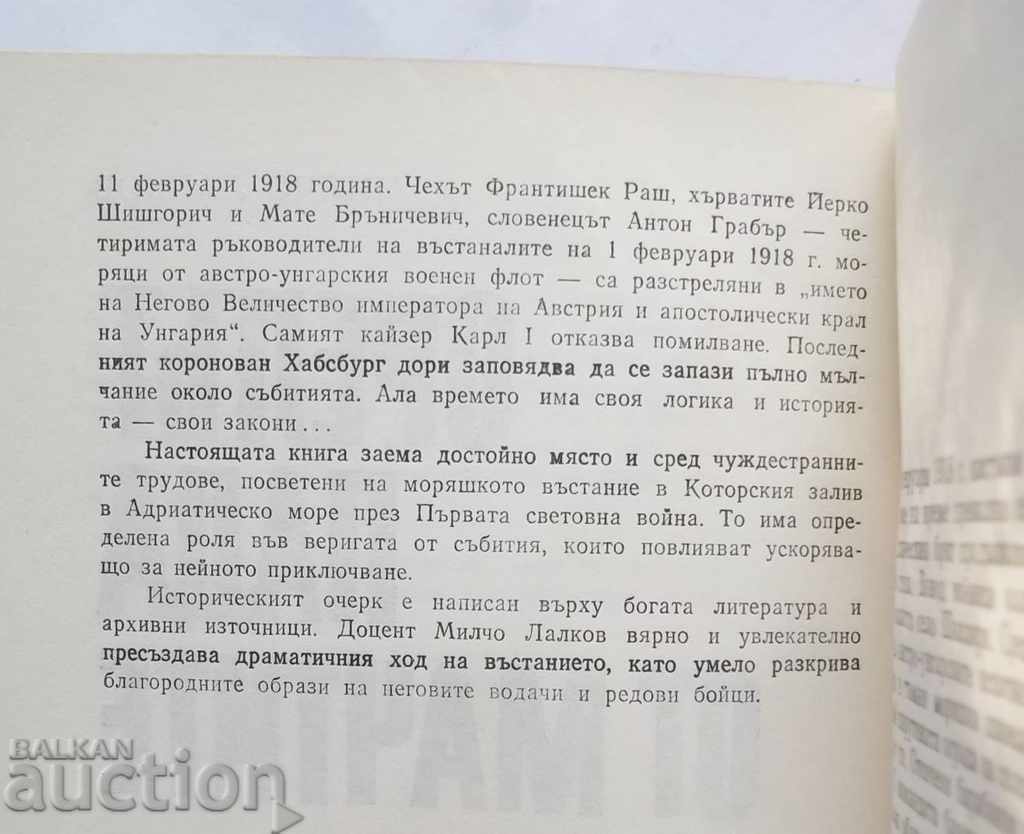 11 февруари 1918 година. Чехът Франтишек Раш, хърватите Йерко
Шишгорич и Мате Бръничевич, словенецът Антон Грабър — че-
тиримата ръководители на въстаналите на 1 февруари 1918 г. мо-
ряци от австро-унгарския военен флот — са разстреляни в „името
на Негово Величество императора на Австрия и апостолически крал
на Унгария“. Самият кайзер Карл I отказва помилване. Послед-
ният коронован Хабсбург дори заповядва да се запази пълно мъл-
чание около събитията. Ала времето има своя логика и история-
та — свои закони...
Настоящата книга заема достойно място и сред чуждестранни-
те трудове, посветени на моряшкото въстание в Которския залив
в Адриатическо море през Първата световна война. То има опре-
делена роля във веригата от събития, които повлияват ускорява-
що за нейното приключване.
Историческият очерк е написан върху богата литература и
архивни източници. Доцент Милчо Лалков вярно и увлекателно
пресъздава драматичния ход на въстанието, като умело разкрива
благородните образи на неговите водачи и редови бойци.
BALKAN
auction